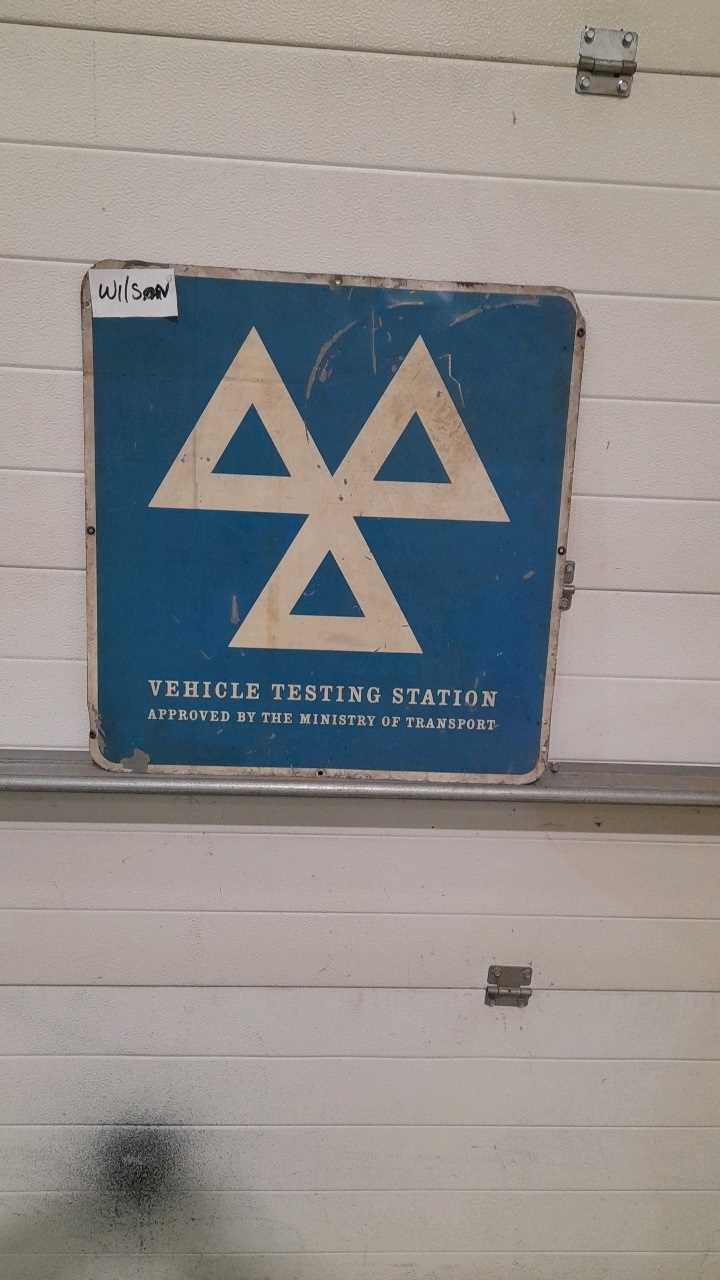 Wilson
VEHICLE TESTING STATION
APPROVED BY THE MINISTRY OF TRANSPORT